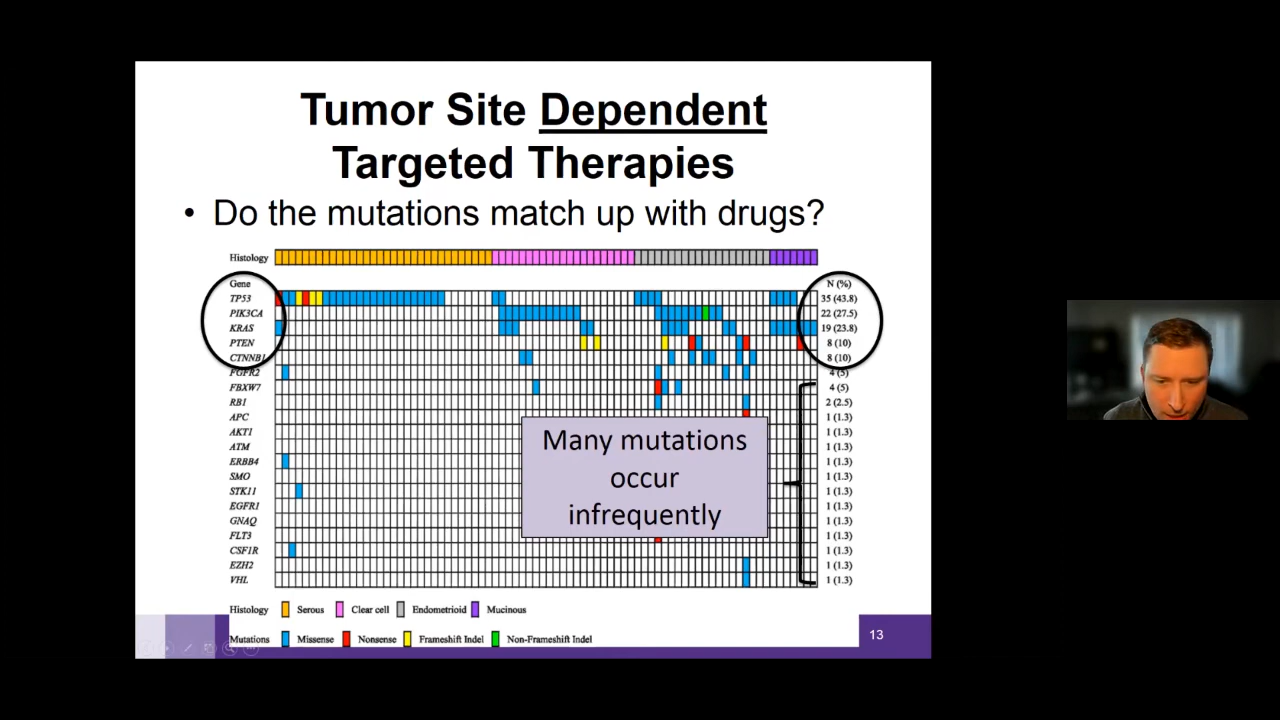 Tumor Site Dependent
Targeted Therapies
• Do the mutations match up with drugs?
Histology
Gene N (%)
TP53 35 (43.8)
PIK3CA 22 (27.5)
KRAS 19 (23.8)
PTEN 8 (10)
CTNNB1 8 (10)
FGFR2 4 (5)
FBXW7 4 (5)
RB1 2 (2.5)
APC 1 (1.3)
AKT1 1 (1.3)
ATM 1 (1.3)
ERBB4 1 (1.3)
SMO 1 (1.3)
STK11 1 (1.3)
EGFR1 1 (1.3)
GNAQ 1 (1.3)
FLT3 1 (1.3)
CSF1R 1 (1.3)
EZH2 1 (1.3)
VHL 1 (1.3)
Many mutations
occur
infrequently
Histology Serous Clear cell Endometrioid Mucinous
Mutations Missense Nonsense Frameshift Indel Non-Frameshift Indel
13